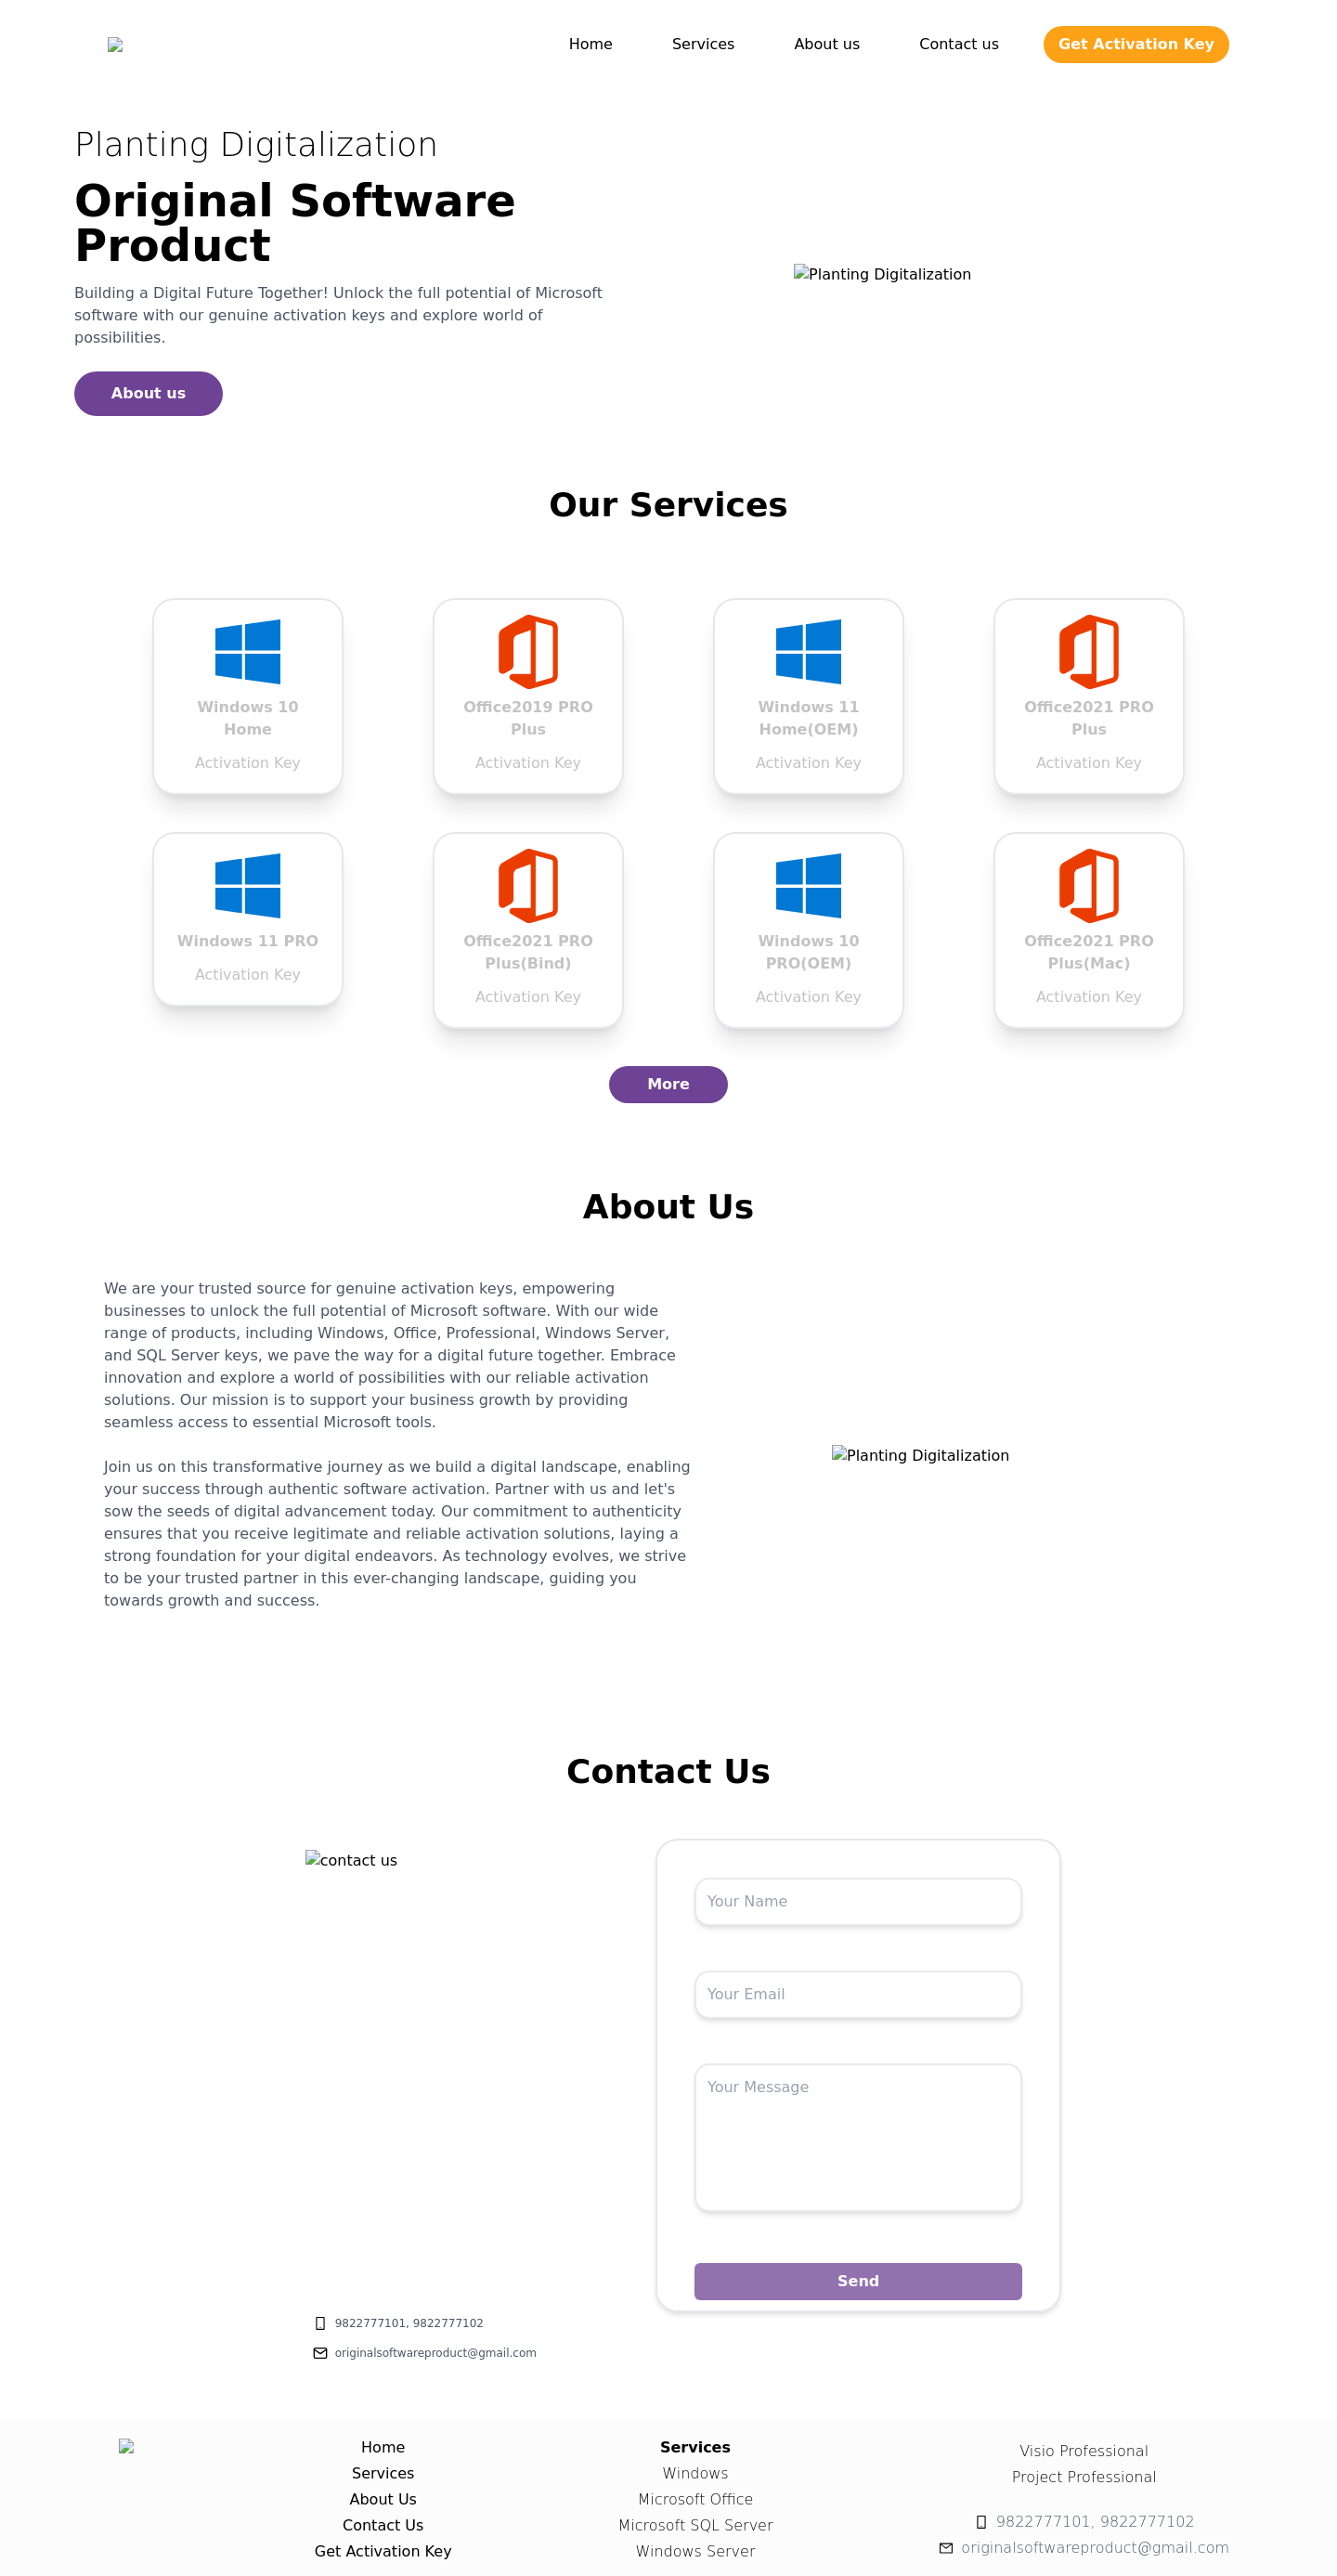 Home Services About us Contact us Get Activation Key
Planting Digitalization
Original Software
Product
Building a Digital Future Together! Unlock the full potential of Microsoft
software with our genuine activation keys and explore world of
possibilities.
Planting Digitalization
About us
Our Services
Windows 10
Home
Activation Key
Office2019 PRO
Plus
Activation Key
Windows 11
Home(OEM)
Activation Key
Office2021 PRO
Plus
Activation Key
Windows 11 PRO
Activation Key
Office2021 PRO
Plus(Bind)
Activation Key
Windows 10
PRO(OEM)
Activation Key
Office2021 PRO
Plus(Mac)
Activation Key
More
About Us
We are your trusted source for genuine activation keys, empowering
businesses to unlock the full potential of Microsoft software. With our wide
range of products, including Windows, Office, Professional, Windows Server,
and SQL Server keys, we pave the way for a digital future together. Embrace
innovation and explore a world of possibilities with our reliable activation
solutions. Our mission is to support your business growth by providing
seamless access to essential Microsoft tools.
Join us on this transformative journey as we build a digital landscape, enabling
your success through authentic software activation. Partner with us and let's
sow the seeds of digital advancement today. Our commitment to authenticity
ensures that you receive legitimate and reliable activation solutions, laying a
strong foundation for your digital endeavors. As technology evolves, we strive
to be your trusted partner in this ever-changing landscape, guiding you
towards growth and success.
Planting Digitalization
Contact Us
contact us
Your Name
Your Email
Your Message
Send
9822777101, 9822777102
originalsoftwareproduct@gmail.com
Home
Services
About Us
Contact Us
Get Activation Key
Services
Windows
Microsoft Office
Microsoft SQL Server
Windows Server
Visio Professional
Project Professional
9822777101, 9822777102
originalsoftwareproduct@gmail.com